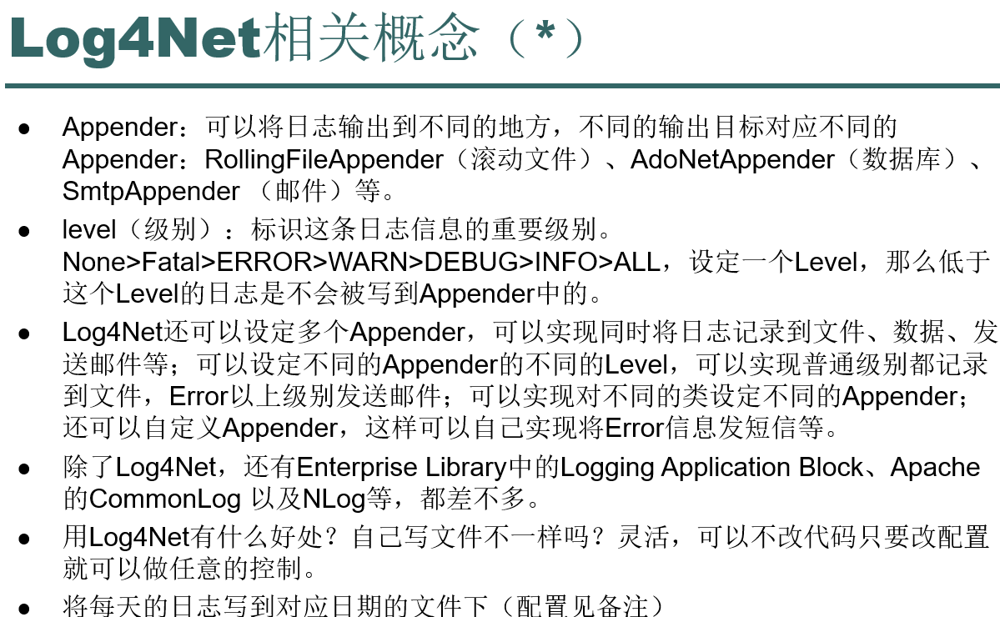 Log4Net相关概念（*）
Appender：可以将日志输出到不同的地方，不同的输出目标对应不同的
Appender：RollingFileAppender（滚动文件）、AdoNetAppender（数据库）、
SmtpAppender （邮件）等。
level（级别）：标识这条日志信息的重要级别。
None>Fatal>ERROR>WARN>DEBUG>INFO>ALL，设定一个Level，那么低于
这个Level的日志是不会被写到Appender中的。
Log4Net还可以设定多个Appender，可以实现同时将日志记录到文件、数据、发
送邮件等；可以设定不同的Appender的不同的Level，可以实现普通级别都记录
到文件，Error以上级别发送邮件；可以实现对不同的类设定不同的Appender；
还可以自定义Appender，这样可以自己实现将Error信息发短信等。
除了Log4Net，还有Enterprise Library中的Logging Application Block、Apache
的CommonLog 以及NLog等，都差不多。
用Log4Net有什么好处？自己写文件不一样吗？灵活，可以不改代码只要改配置
就可以做任意的控制。
将每天的日志写到对应日期的文件下（配置见备注）